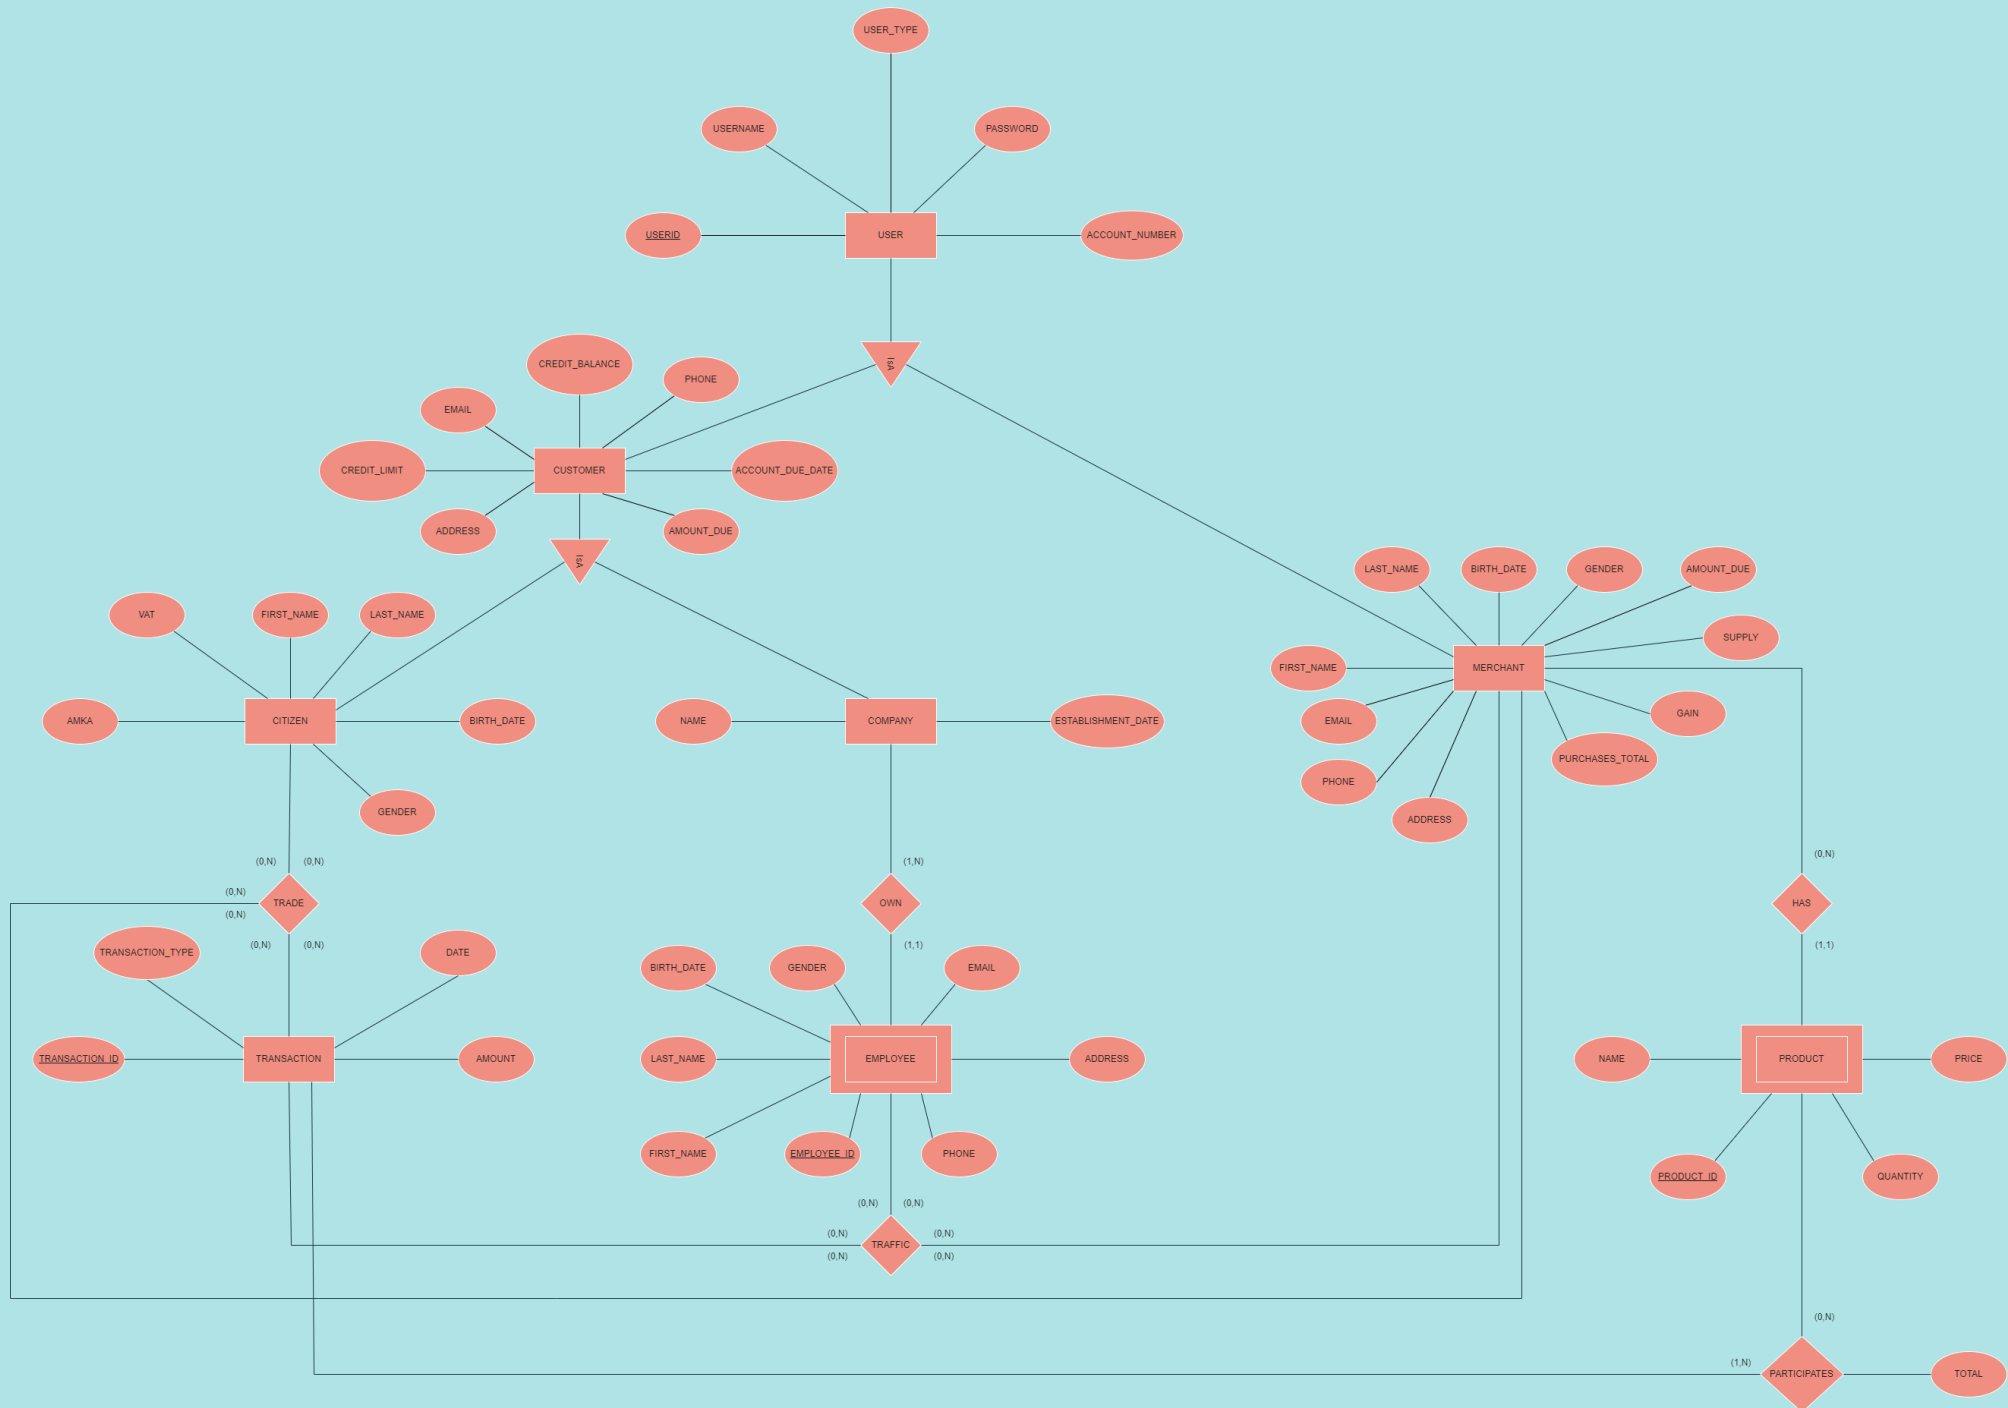 USER_TYPE
USERNAME
PASSWORD
USERID
USER
ACCOUNT_NUMBER
IsA
CREDIT_BALANCE
PHONE
EMAIL
CREDIT_LIMIT
CUSTOMER
ACCOUNT_DUE_DATE
ADDRESS
AMOUNT_DUE
IsA
LAST_NAME
BIRTH_DATE
GENDER
AMOUNT_DUE
VAT
FIRST_NAME
LAST_NAME
SUPPLY
FIRST_NAME
MERCHANT
AMKA
CITIZEN
BIRTH_DATE
NAME
COMPANY
ESTABLISHMENT_DATE
EMAIL
GAIN
PURCHASES_TOTAL
PHONE
GENDER
ADDRESS
(0,N)
(0,N)
(1,N)
(0,N)
(0,N)
TRADE
OWN
HAS
(0,N)
(0,N)
(0,N)
(1,1)
(1,1)
TRANSACTION_TYPE
DATE
BIRTH_DATE
GENDER
EMAIL
TRANSACTION_ID
TRANSACTION
AMOUNT
LAST_NAME
EMPLOYEE
ADDRESS
NAME
PRODUCT
PRICE
FIRST_NAME
EMPLOYEE_ID
PHONE
PRODUCT_ID
QUANTITY
(0,N)
(0,N)
(0,N)
(0,N)
TRAFFIC
(0,N)
(0,N)
(0,N)
(1,N)
PARTICIPATES
TOTAL